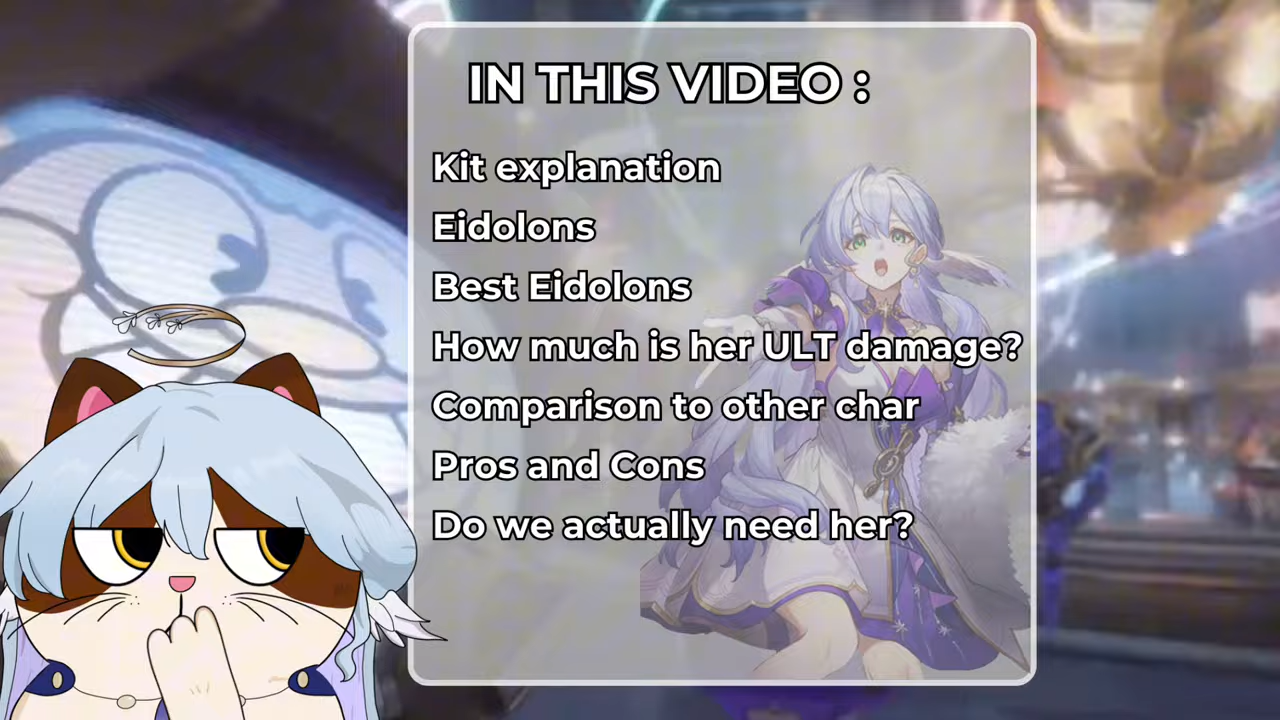 IN THIS VIDEO :
Kit explanation
Eidolons
Best Eidolons
How much is her ULT damage?
Comparison to other char
Pros and Cons
Do we actually need her?